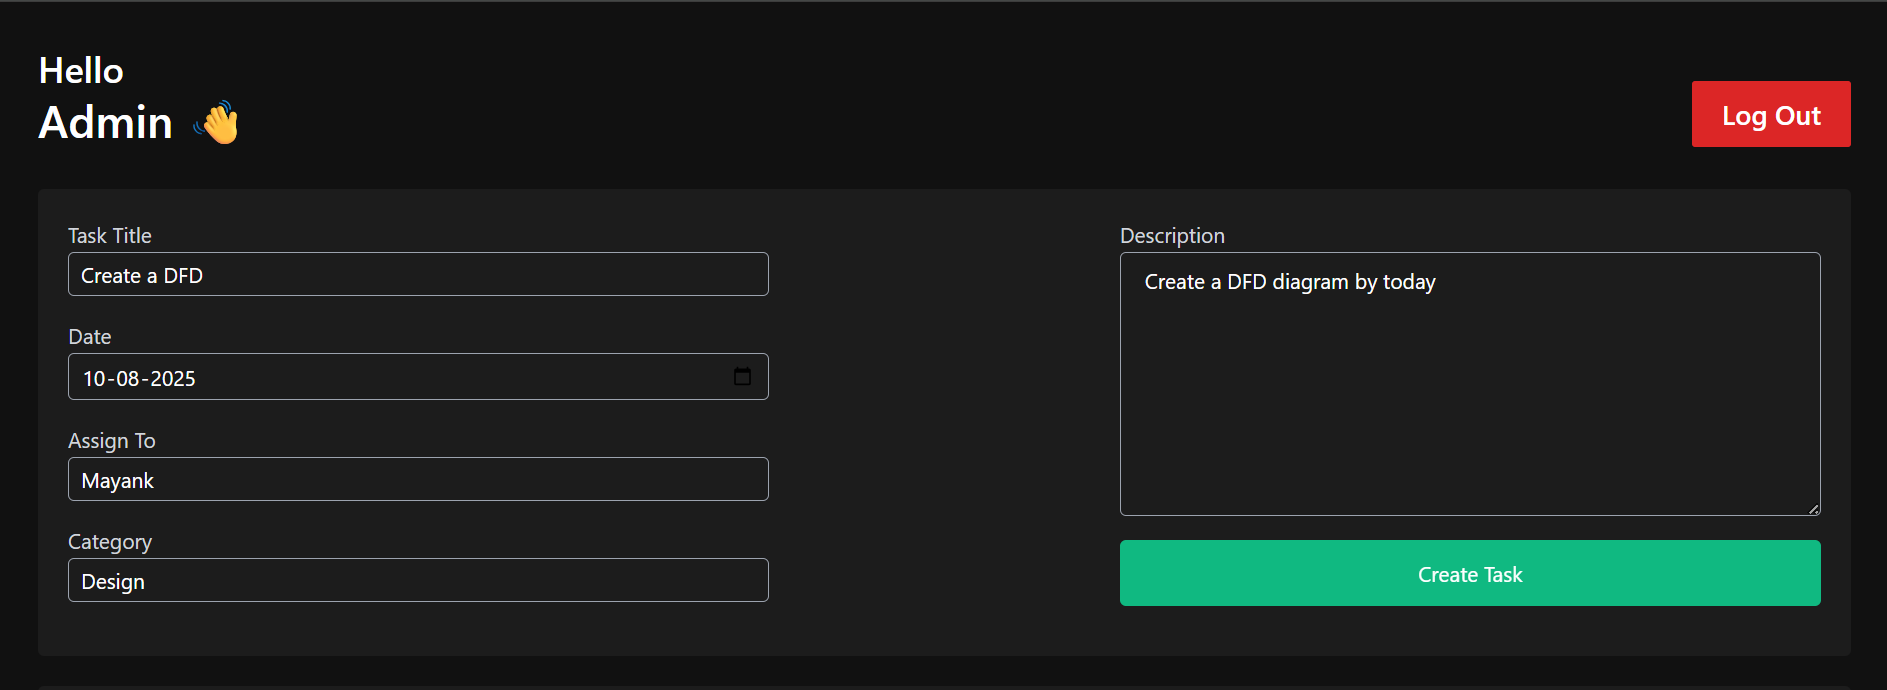 Hello
Admin 👋
Log Out
Task Title
Create a DFD
Date
10-08-2025
Assign To
Mayank
Category
Design
Description
Create a DFD diagram by today
Create Task